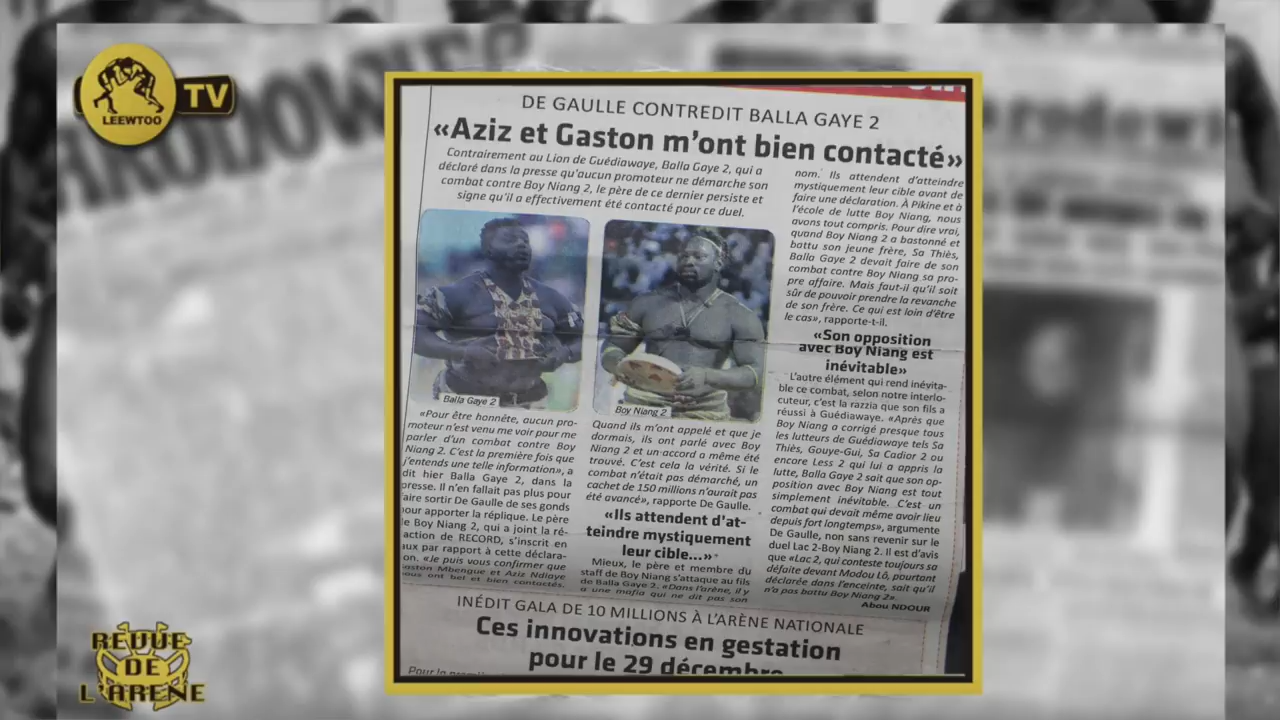 LEEWTOO
TV
DE GAULLE CONTREDIT BALLA GAYE 2
«Aziz et Gaston m'ont bien contacté»
Contrairement au Lion de Guédiawaye, Balla Gaye 2, qui a
déclaré dans la presse qu'aucun promoteur ne démarche son
combat contre Boy Niang 2, le père de ce dernier persiste et
signe qu'il a effectivement été contacté pour ce duel.
Balla Gaye 2
Boy Niang 2
«Pour être honnête, aucun pro-
moteur n'est venu me voir pour me
parler d'un combat contre Boy
Niang 2. C'est la première fois que
j'entends une telle information», a
dit hier Balla Gaye 2, dans la
presse. Il n'en fallait pas plus pour
faire sortir De Gaulle de ses gonds
pour apporter la réplique. Le père
de Boy Niang 2, qui a joint la ré-
action de RECORD, s'inscrit en
aux par rapport à cette déclara-
on. «Je puis vous confirmer que
aston Mbengue et Aziz Ndiaye
ous ont bel et bien contactés.
Quand ils m'ont appelé et que je
dormais, ils ont parlé avec Boy
Niang 2 et un accord a même été
trouvé. C'est cela la vérité. Si le
combat n'était pas démarché, un
cachet de 150 millions n'aurait pas
été avancé», rapporte De Gaulle.
«Ils attendent d'at-
teindre mystiquement
leur cible...»
Mieux, le père et membre du
staff de Boy Niang s'attaque au fils
de Balla Gaye 2. «Dans l'arène, il y
a une mafia qui ne dit pas son
nom. Ils attendent d'atteindre
mystiquement leur cible avant de
faire une déclaration. À Pikine et à
l'école de lutte Boy Niang, nous
avons tout compris. Pour dire vrai,
quand Boy Niang 2 a bastonné et
battu son jeune frère, Sa Thiès,
Balla Gaye 2 devait faire de son
combat contre Boy Niang sa pro-
pre affaire. Mais faut-il qu'il soit
sûr de pouvoir prendre la revanche
de son frère. Ce qui est loin d'être
le cas», rapporte-t-il.
«Son opposition
avec Boy Niang est
inévitable»
L'autre élément qui rend inévita-
ble ce combat, selon notre interlo-
cuteur, c'est la razzia que son fils a
réussi à Guédiawaye. «Après que
Boy Niang a corrigé presque tous
les lutteurs de Guédiawaye tels Sa
Thiès, Gouye-Gui, Sa Cadior 2 ou
encore Less 2 qui lui a appris la
lutte, Balla Gaye 2 sait que son op-
position avec Boy Niang est tout
simplement inévitable. C'est un
combat qui devait même avoir lieu
depuis fort longtemps», argumente
De Gaulle, non sans revenir sur le
duel Lac 2-Boy Niang 2. Il est d'avis
que «Lac 2, qui conteste toujours sa
défaite devant Modou Lô, pourtant
déclarée dans l'enceinte, sait qu'il
n'a pas battu Boy Niang 2».
Abou NDOUR
INÉDIT GALA DE 10 MILLIONS À L'ARÈNE NATIONALE
Ces innovations en gestation
pour le 29 décembre
REVUE
DE
L'ARENE